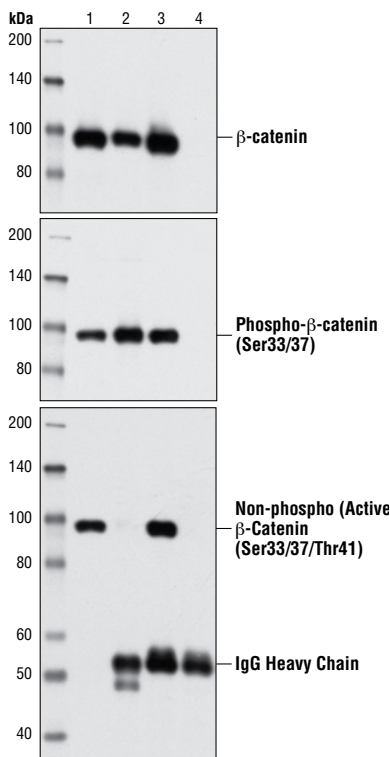 kDa 1 2 3 4
200
140
100
β-catenin
80
200
140
100
Phospho-β-catenin
(Ser33/37)
80
200
140
100
Non-phospho (Active
β-Catenin
(Ser33/37/Thr41)
80
60
50
IgG Heavy Chain
40